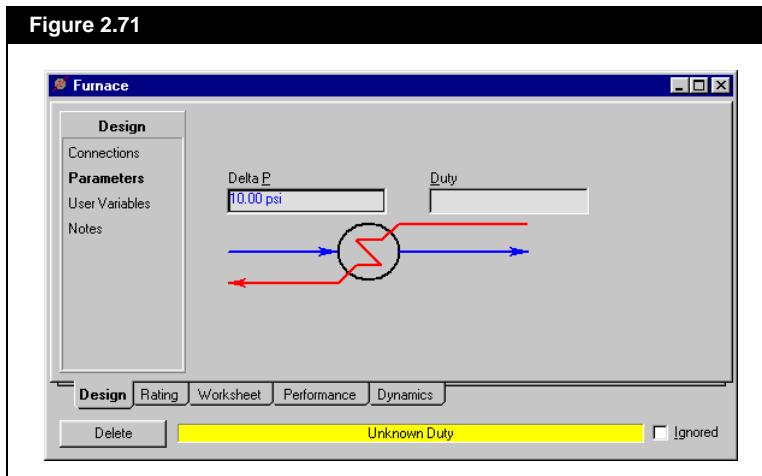 Figure 2.71
Furnace
Design
Connections
Parameters
User Variables
Notes
Delta P
Duty
10.00 psi
Design Rating Worksheet Performance Dynamics
Delete
Unknown Duty
Ignored